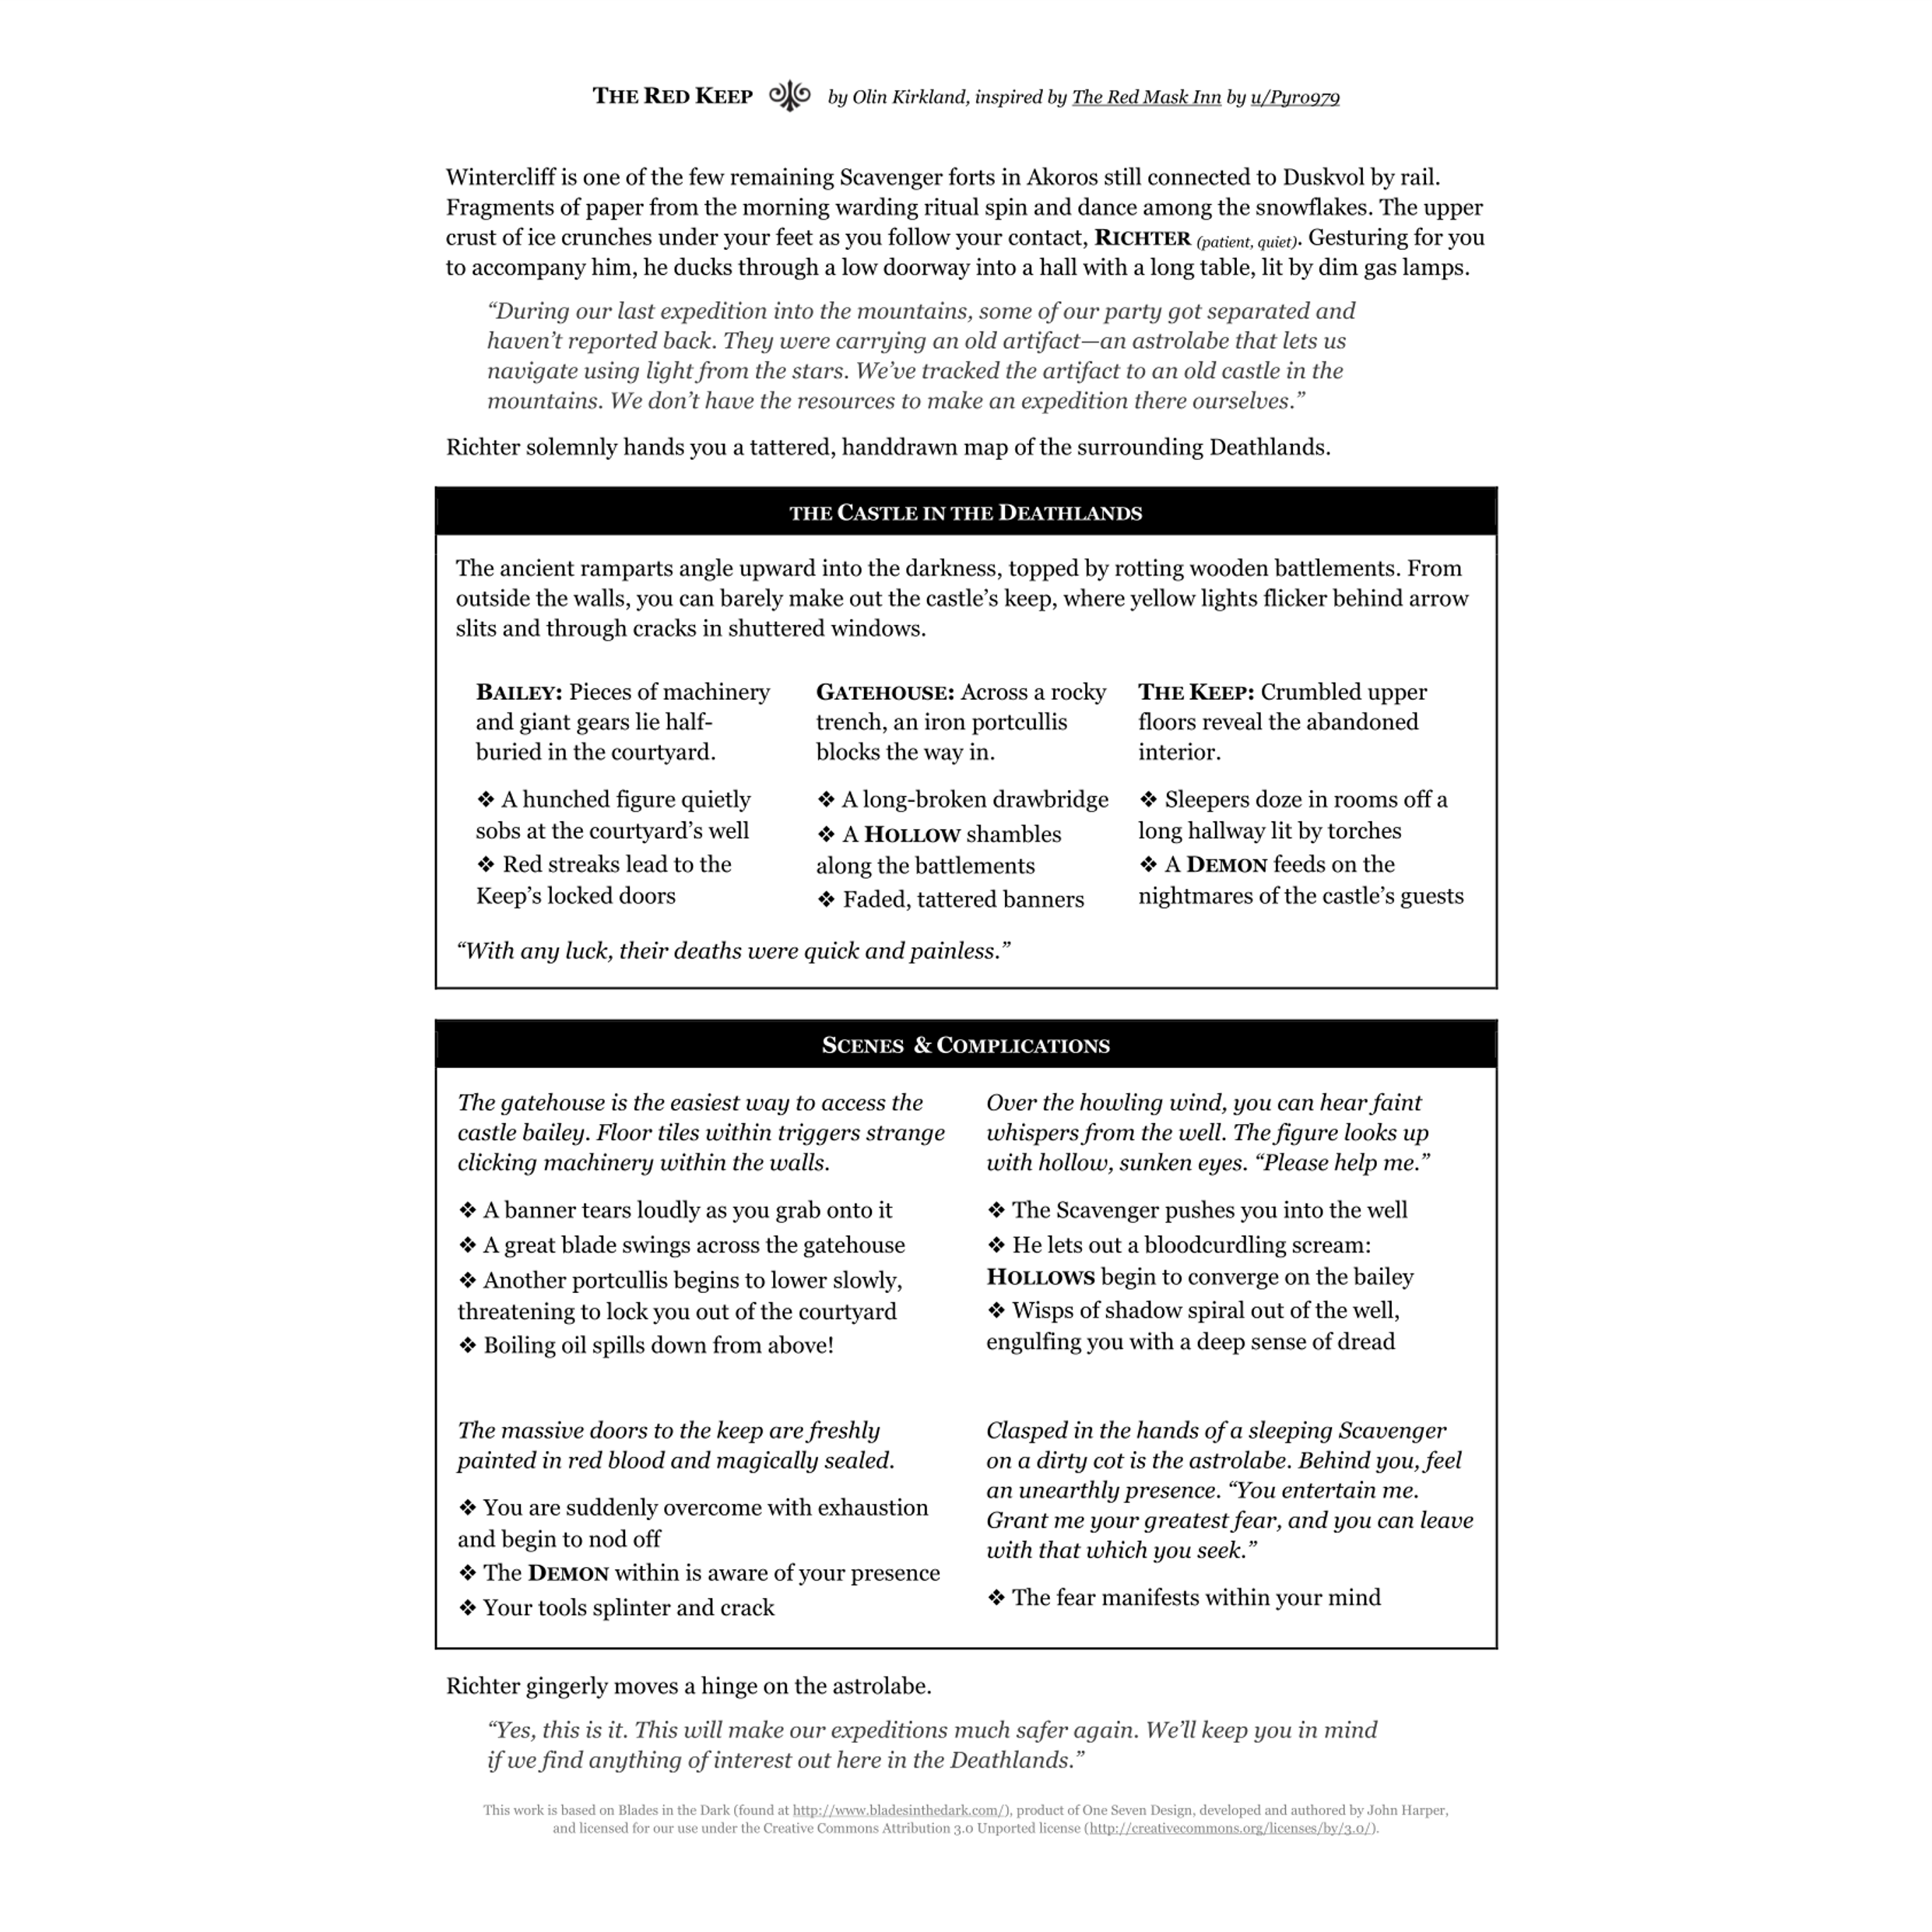 THE RED KEEP by Olin Kirkland, inspired by The Red Mask Inn by u/Pyro979
Wintercliff is one of the few remaining Scavenger forts in Akoros still connected to Duskvol by rail.
Fragments of paper from the morning warding ritual spin and dance among the snowflakes. The upper
crust of ice crunches under your feet as you follow your contact, RICHTER (patient, quiet). Gesturing for you
to accompany him, he ducks through a low doorway into a hall with a long table, lit by dim gas lamps.
“During our last expedition into the mountains, some of our party got separated and
haven’t reported back. They were carrying an old artifact—an astrolabe that lets us
navigate using light from the stars. We’ve tracked the artifact to an old castle in the
mountains. We don’t have the resources to make an expedition there ourselves.”
Richter solemnly hands you a tattered, handdrawn map of the surrounding Deathlands.
THE CASTLE IN THE DEATHLANDS
The ancient ramparts angle upward into the darkness, topped by rotting wooden battlements. From
outside the walls, you can barely make out the castle’s keep, where yellow lights flicker behind arrow
slits and through cracks in shuttered windows.
BAILEY: Pieces of machinery
and giant gears lie half-
buried in the courtyard.
❖ A hunched figure quietly
sobs at the courtyard’s well
❖ Red streaks lead to the
Keep’s locked doors
GATEHOUSE: Across a rocky
trench, an iron portcullis
blocks the way in.
❖ A long-broken drawbridge
❖ A HOLLOW shambles
along the battlements
❖ Faded, tattered banners
THE KEEP: Crumbled upper
floors reveal the abandoned
interior.
❖ Sleepers doze in rooms off a
long hallway lit by torches
❖ A DEMON feeds on the
nightmares of the castle’s guests
“With any luck, their deaths were quick and painless.”
SCENES & COMPLICATIONS
The gatehouse is the easiest way to access the
castle bailey. Floor tiles within triggers strange
clicking machinery within the walls.
❖ A banner tears loudly as you grab onto it
❖ A great blade swings across the gatehouse
❖ Another portcullis begins to lower slowly,
threatening to lock you out of the courtyard
❖ Boiling oil spills down from above!
Over the howling wind, you can hear faint
whispers from the well. The figure looks up
with hollow, sunken eyes. “Please help me.”
❖ The Scavenger pushes you into the well
❖ He lets out a bloodcurdling scream:
HOLLOWS begin to converge on the bailey
❖ Wisps of shadow spiral out of the well,
engulfing you with a deep sense of dread
The massive doors to the keep are freshly
painted in red blood and magically sealed.
❖ You are suddenly overcome with exhaustion
and begin to nod off
❖ The DEMON within is aware of your presence
❖ Your tools splinter and crack
Clasped in the hands of a sleeping Scavenger
on a dirty cot is the astrolabe. Behind you, feel
an unearthly presence. “You entertain me.
Grant me your greatest fear, and you can leave
with that which you seek.”
❖ The fear manifests within your mind
Richter gingerly moves a hinge on the astrolabe.
“Yes, this is it. This will make our expeditions much safer again. We’ll keep you in mind
if we find anything of interest out here in the Deathlands.”
This work is based on Blades in the Dark (found at http://www.bladesinthedark.com/), product of One Seven Design, developed and authored by John Harper,
and licensed for our use under the Creative Commons Attribution 3.0 Unported license (http://creativecommons.org/licenses/by/3.0/).